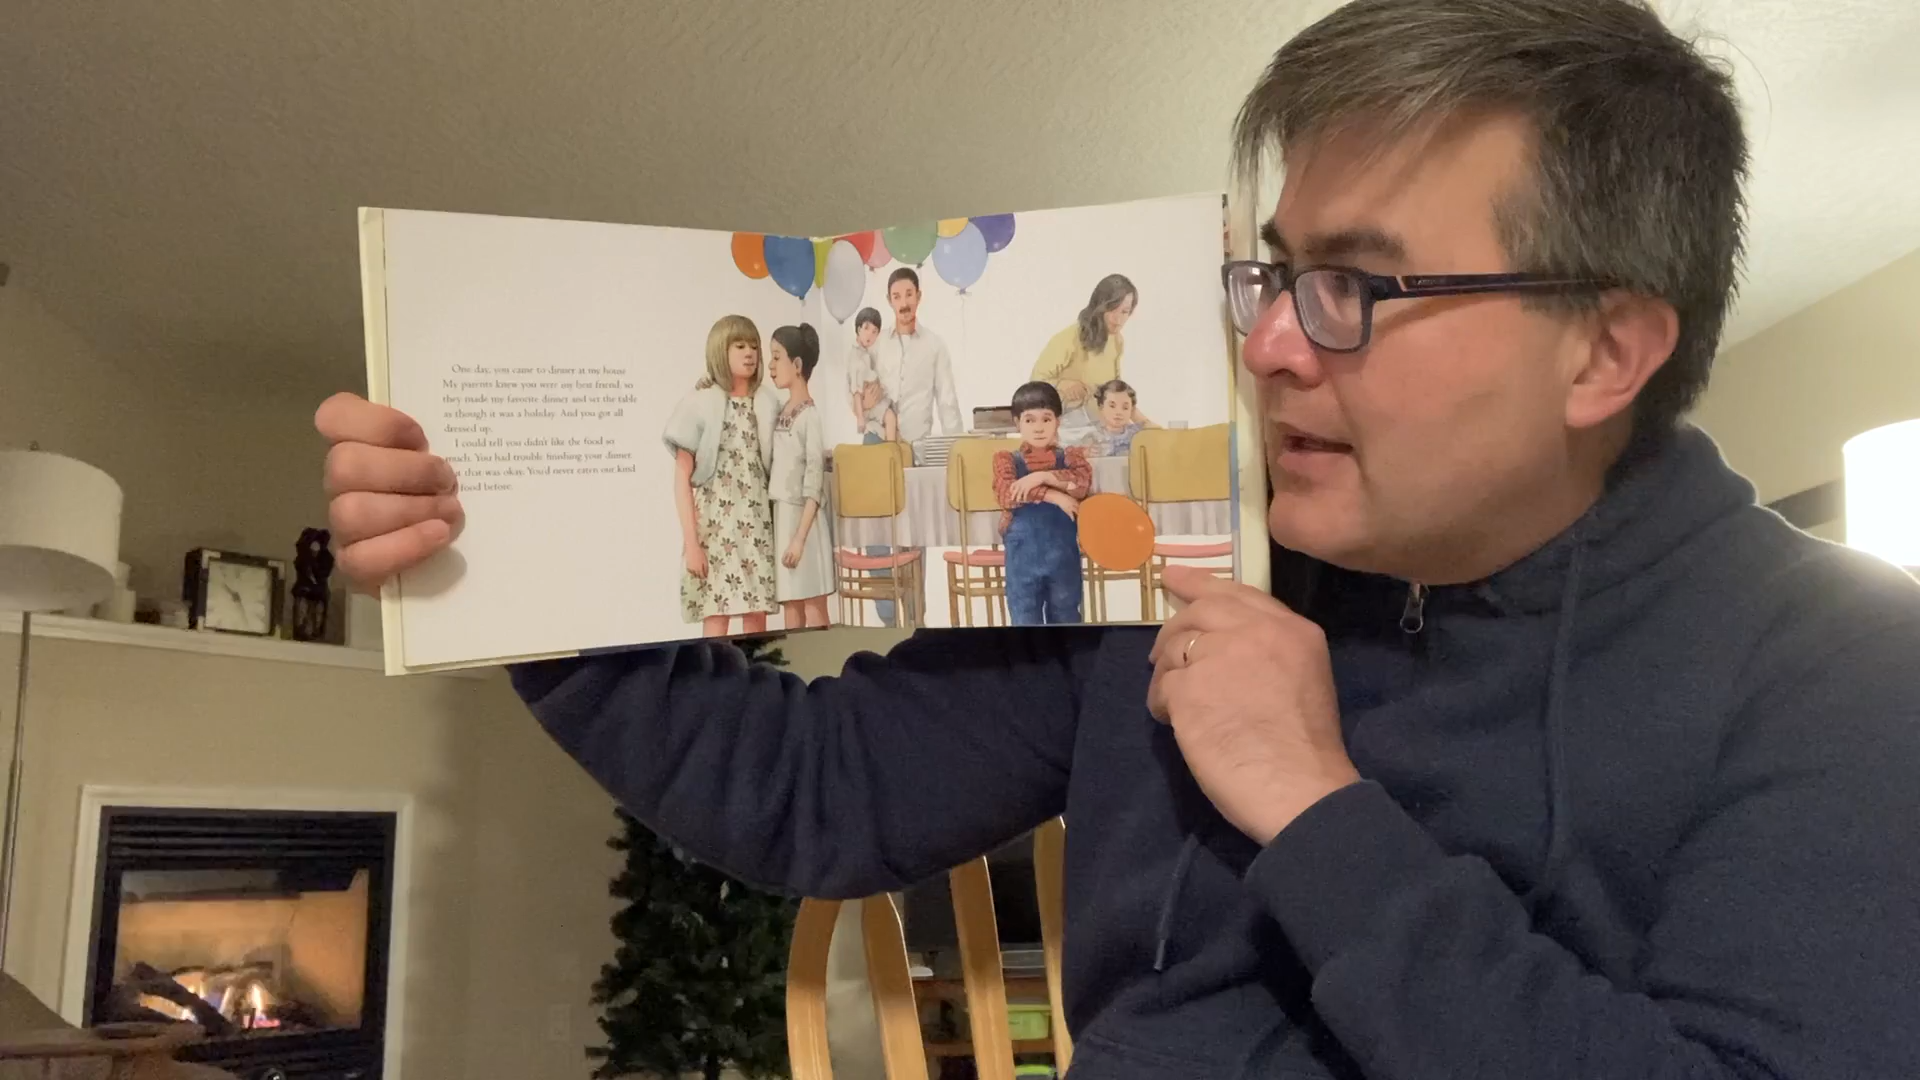 One day, you came to dinner at my house
My parents knew you were my best friend, so
they made my favorite dinner and set the table
as though it was a holiday. And you got all
dressed up.
I could tell you didn't like the food so
much. You had trouble finishing your dinner.
that was okay. You'd never eaten our kind
food before.